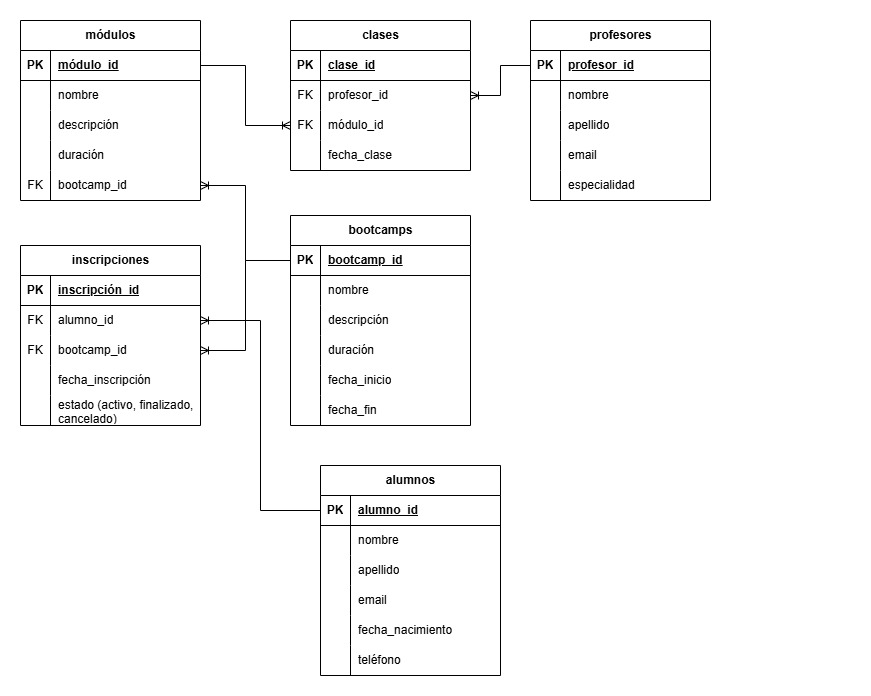 módulos
PK módulo_id
nombre
descripción
duración
FK bootcamp_id
clases
PK clase_id
FK profesor_id
FK módulo_id
fecha_clase
profesores
PK profesor_id
nombre
apellido
email
especialidad
inscripciones
PK inscripción_id
FK alumno_id
FK bootcamp_id
fecha_inscripción
estado (activo, finalizado,
cancelado)
bootcamps
PK bootcamp_id
nombre
descripción
duración
fecha_inicio
fecha_fin
alumnos
PK alumno_id
nombre
apellido
email
fecha_nacimiento
teléfono